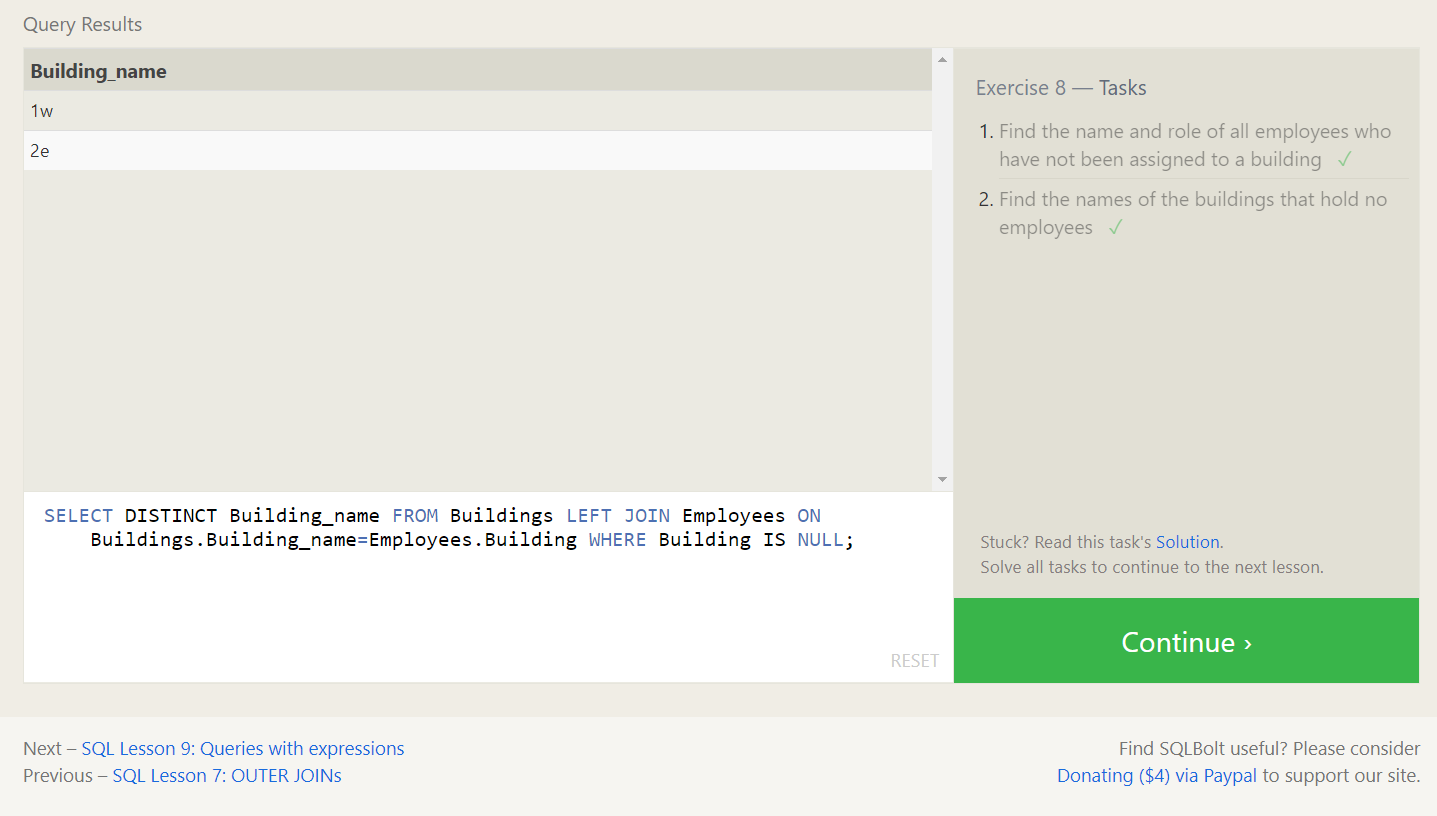 Query Results
Building_name
1w
2e
SELECT DISTINCT Building_name FROM Buildings LEFT JOIN Employees ON
Buildings.Building_name=Employees.Building WHERE Building IS NULL;
RESET
Exercise 8 — Tasks
1. Find the name and role of all employees who
have not been assigned to a building ✓
2. Find the names of the buildings that hold no
employees ✓
Stuck? Read this task's Solution.
Solve all tasks to continue to the next lesson.
Continue ›
Next – SQL Lesson 9: Queries with expressions
Previous – SQL Lesson 7: OUTER JOINs
Find SQLBolt useful? Please consider
Donating ($4) via Paypal to support our site.